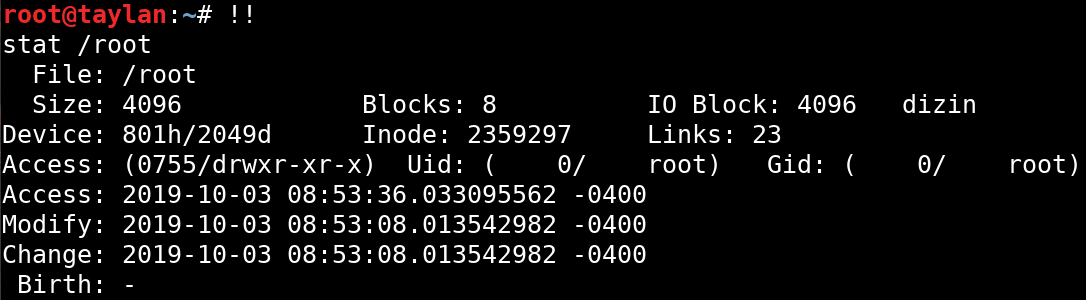 root@taylan:~# !!
stat /root
  File: /root
  Size: 4096            Blocks: 8          IO Block: 4096   dizin
Device: 801h/2049d      Inode: 2359297     Links: 23
Access: (0755/drwxr-xr-x)  Uid: (    0/    root)   Gid: (    0/    root)
Access: 2019-10-03 08:53:36.033095562 -0400
Modify: 2019-10-03 08:53:08.013542982 -0400
Change: 2019-10-03 08:53:08.013542982 -0400
 Birth: -